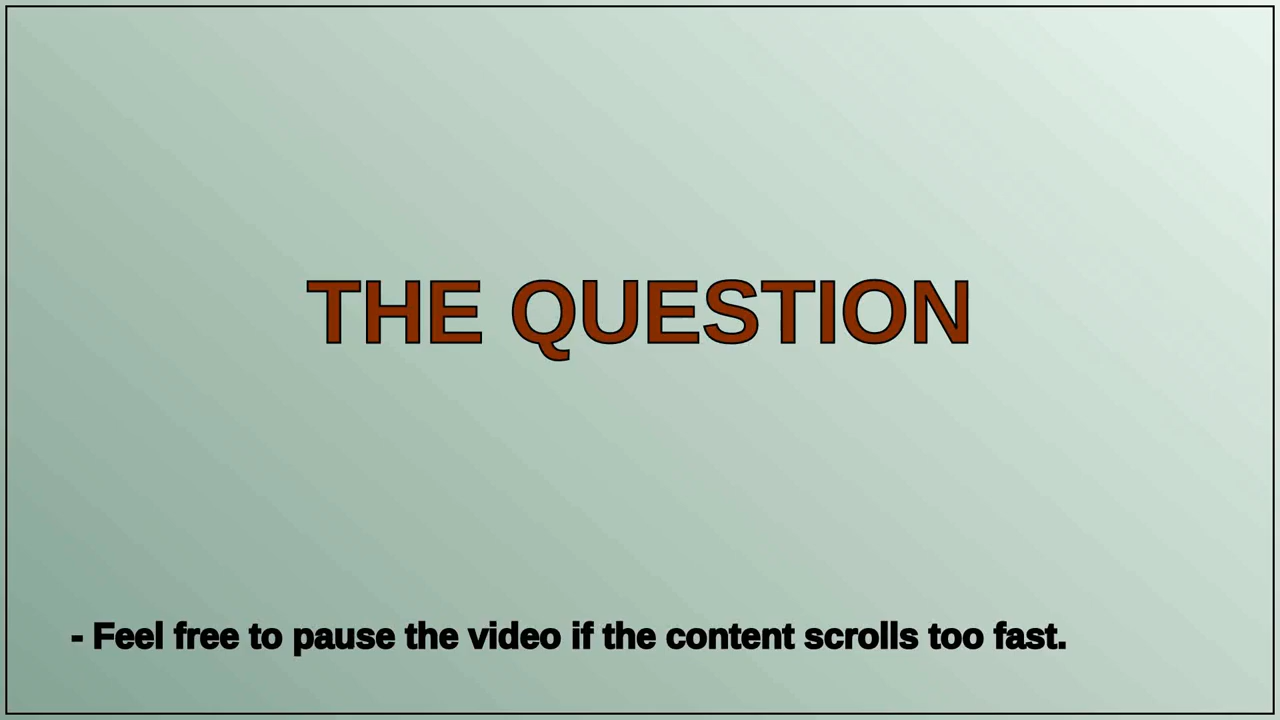 THE QUESTION
- Feel free to pause the video if the content scrolls too fast.